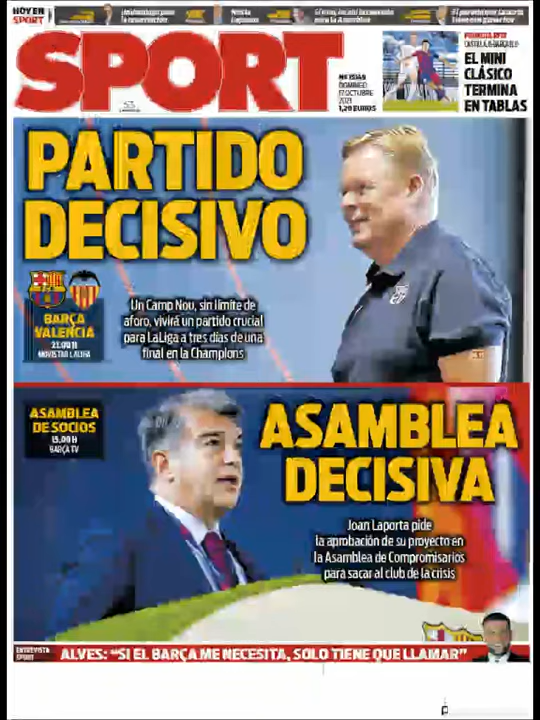 HOY EN
SPORT
SPORT
DOMINGO
17 OCTUBRE
2021
1,20 EUROS
EL MINI
CLÁSICO
TERMINA
EN TABLAS
PARTIDO
DECISIVO
BARÇA
VALENCIA
21.00 H
MOVISTAR LALIGA
Un Camp Nou, sin límite de
aforo, vivirá un partido crucial
para LaLiga a tres días de una
final en la Champions
ASAMBLEA
DE SOCIOS
15.00 H
BARÇA TV
ASAMBLEA
DECISIVA
Joan Laporta pide
la aprobación de su proyecto en
la Asamblea de Compromisarios
para sacar al club de la crisis
ENTREVISTA
SPORT
ALVES: “SI EL BARÇA ME NECESITA, SOLO TIENE QUE LLAMAR”